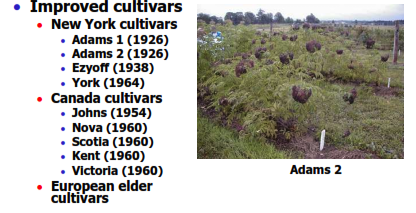 Improved cultivars
New York cultivars
Adams 1 (1926)
Adams 2 (1926)
Ezyoff (1938)
York (1964)
Canada cultivars
Johns (1954)
Nova (1960)
Scotia (1960)
Kent (1960)
Victoria (1960)
European elder
cultivars
Adams 2